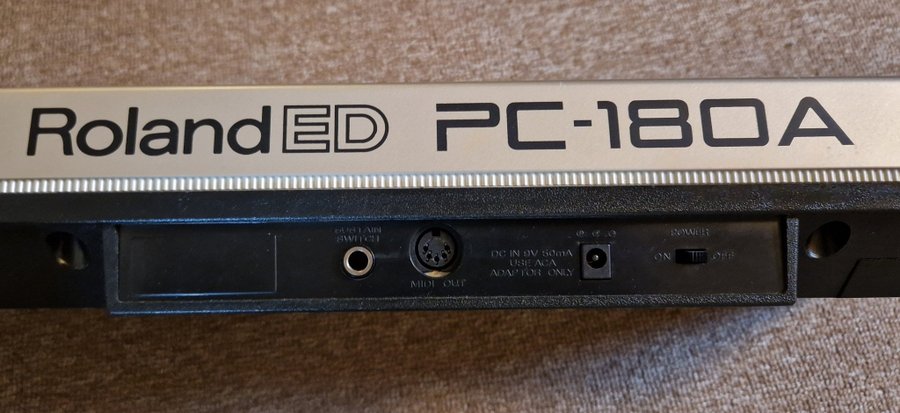 Roland ED PC-180A
SUSTAIN
SWITCH
MIDI OUT
DC IN 9V 50mA
USE ACA
ADAPTOR ONLY
POWER
ON OFF